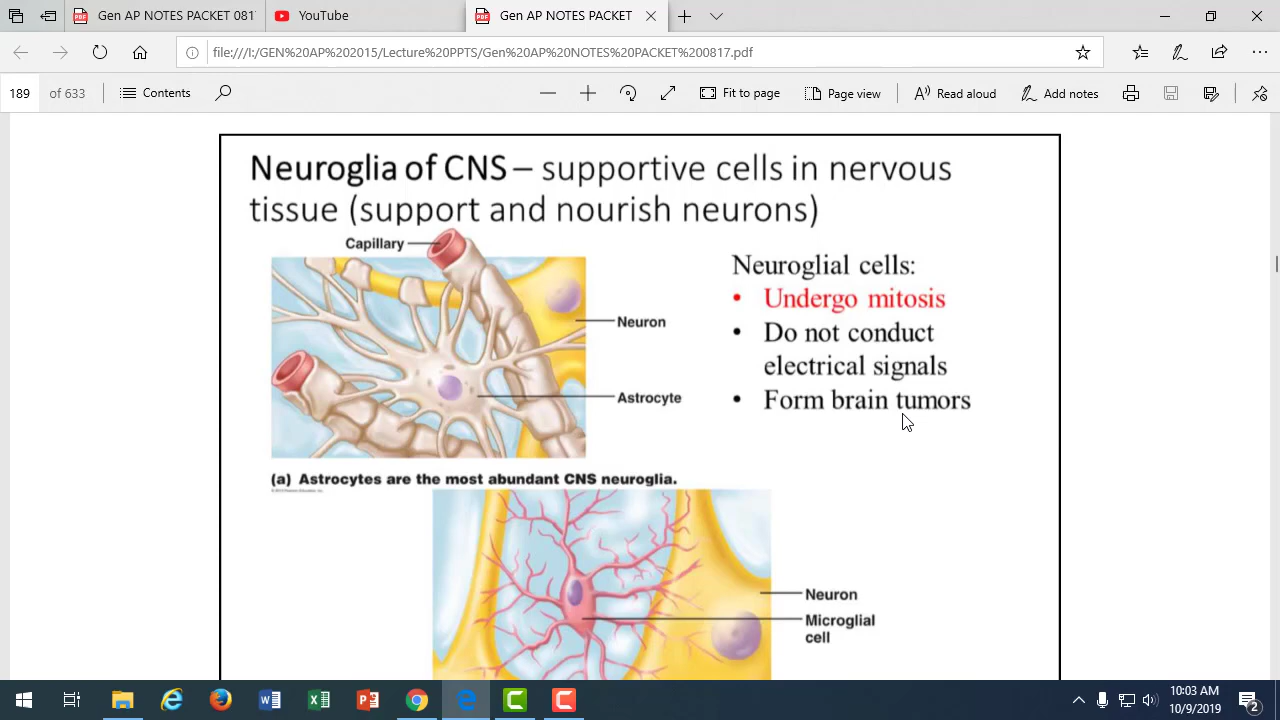 Gen AP NOTES PACKET
YouTube
Gen AP NOTES PACKET
file:///I:/GEN%20AP%202015/Lecture%20PPTS/Gen%20AP%20NOTES%20PACKET%200817.pdf
189 of 633 Contents Fit to page Page view Read aloud Add notes
Neuroglia of CNS – supportive cells in nervous
tissue (support and nourish neurons)
Capillary
Neuron
Astrocyte
(a) Astrocytes are the most abundant CNS neuroglia.
Neuroglial cells:
• Undergo mitosis
• Do not conduct
electrical signals
• Form brain tumors
Neuron
Microglial
cell
10:03 AM
10/9/2019
2